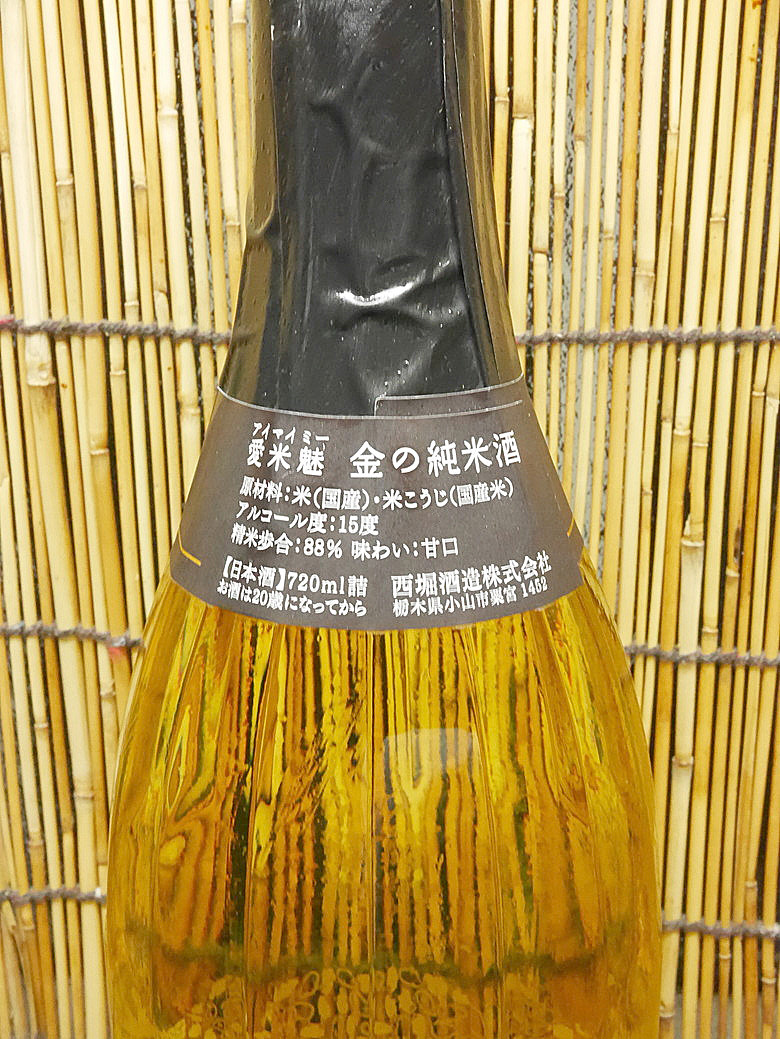 アイマイミー
愛米魅 金の純米酒
原材料：米（国産）・米こうじ（国産米）
アルコール度：15度
精米歩合：88％ 味わい：甘口
【日本酒】720ml詰 西堀酒造株式会社
お酒は20歳になってから 栃木県小山市粟宮1452